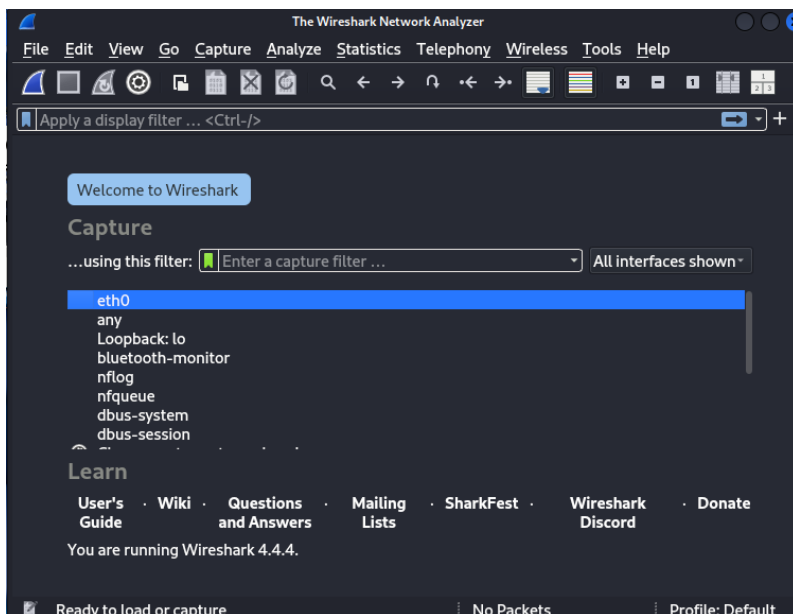 The Wireshark Network Analyzer
File Edit View Go Capture Analyze Statistics Telephony Wireless Tools Help
Apply a display filter … <Ctrl-/>
Welcome to Wireshark
Capture
…using this filter: Enter a capture filter … All interfaces shown
eth0
any
Loopback: lo
bluetooth-monitor
nflog
nfqueue
dbus-system
dbus-session
Learn
User's Guide · Wiki · Questions and Answers · Mailing Lists · SharkFest · Wireshark Discord · Donate
You are running Wireshark 4.4.4.
Ready to load or capture No Packets Profile: Default